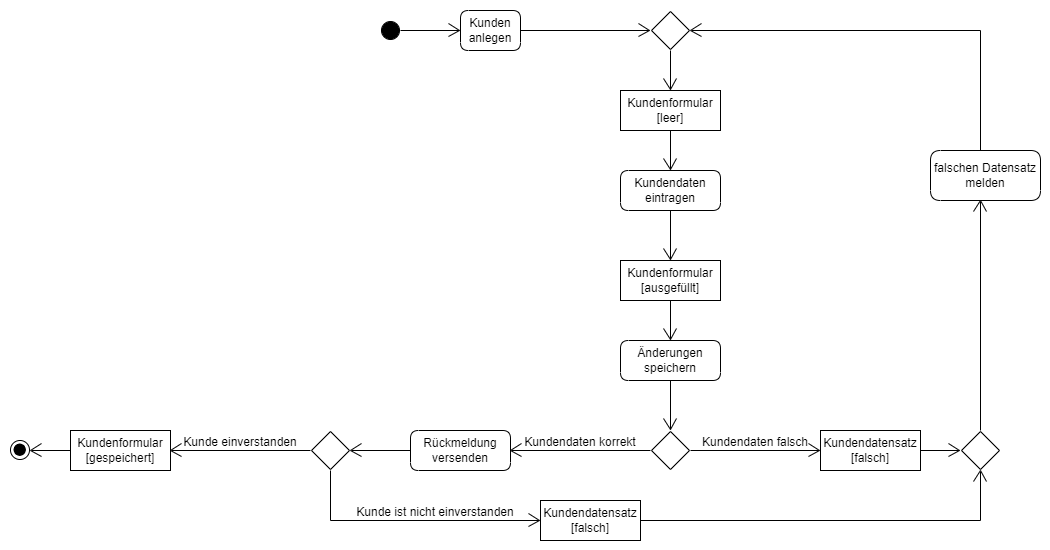 Kunden
anlegen
Kundenformular
[leer]
falschen Datensatz
melden
Kundendaten
eintragen
Kundenformular
[ausgefüllt]
Änderungen
speichern
Kundenformular
[gespeichert]
Kunde einverstanden
Rückmeldung
versenden
Kundendaten korrekt
Kundendaten falsch
Kundendatensatz
[falsch]
Kunde ist nicht einverstanden
Kundendatensatz
[falsch]